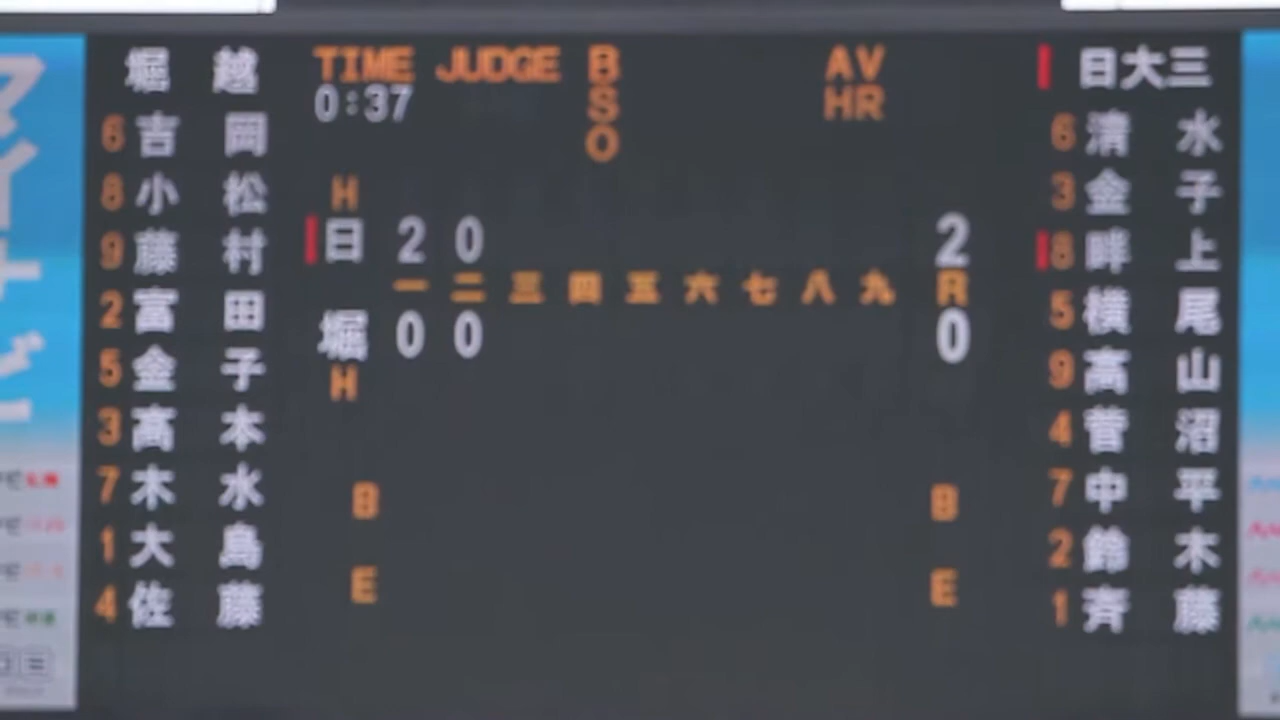 堀越
6 吉岡
8 小松
9 藤村
2 富田
5 金子
3 高本
7 木水
1 大島
4 佐藤
TIME JUDGE B AV
0:37 S HR
O
H
日 2 0 2
一 二 三 四 五 六 七 八 九 R
堀 0 0 0
H
B B
E E
日大三
6 清水
3 金子
8 畔上
5 横尾
9 高山
4 菅沼
7 中平
2 鈴木
1 斉藤